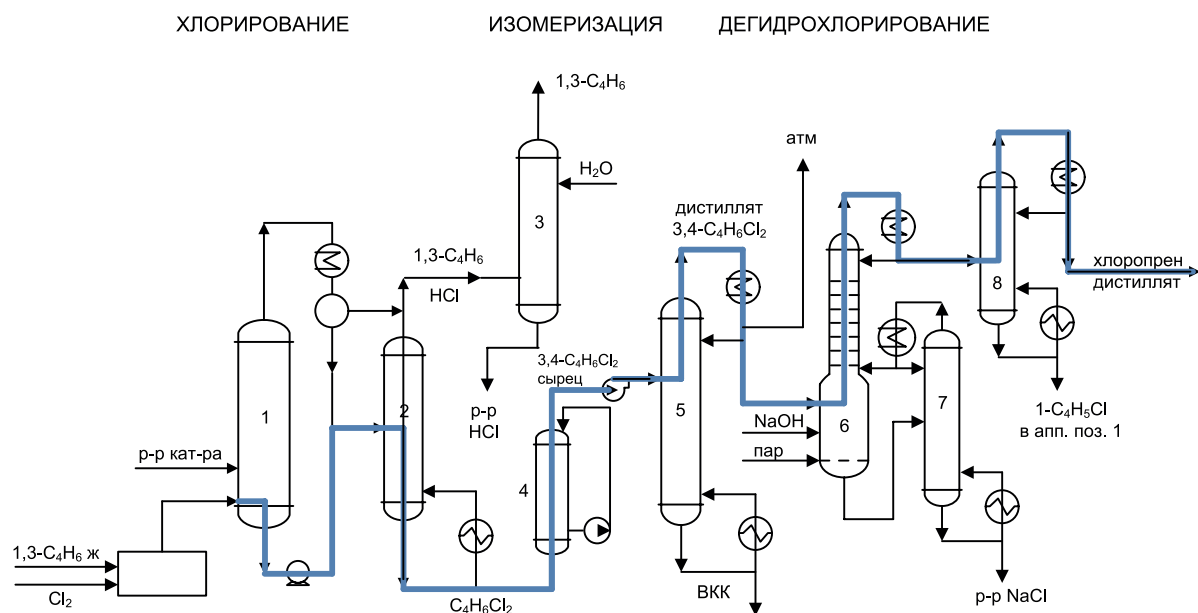 ХЛОРИРОВАНИЕ
ИЗОМЕРИЗАЦИЯ
ДЕГИДРОХЛОРИРОВАНИЕ
1,3-C₄H₆
атм
H₂O
3
дистиллят
3,4-C₄H₆Cl₂
1,3-C₄H₆
HCl
хлоропрен
дистиллят
8
3,4-C₄H₆Cl₂
сырец
р-р
HCl
1
2
5
6
7
NaOH
1-C₄H₅Cl
в апп. поз. 1
р-р кат-ра
пар
4
1,3-C₄H₆ ж
Cl₂
C₄H₆Cl₂
ВКК
р-р NaCl